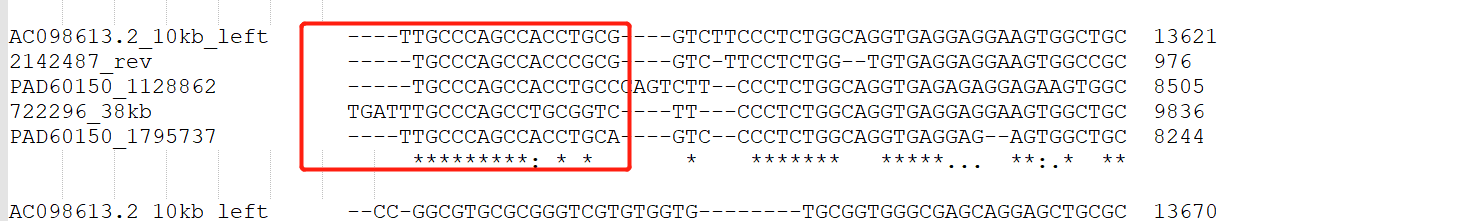 AC098613.2_10kb_left ----TTGCCCAGCCACCTGCG----GTCTTCCCTCTGGCAGGTGAGGAGGAAGTGGCTGC 13621
2142487_rev -----TGCCCAGCCACCCGCG----GTC-TTCCTCTGG--TGTGAGGAGGAAGTGGCCGC 976
PAD60150_1128862 -----TGCCCAGCCACCTGCCCAGTCTT--CCCTCTGGCAGGTGAGAGAGGAGAAGTGGC 8505
722296_38kb TGATTTGCCCAGCCTGCGGTC----TT---CCCTCTGGCAGGTGAGGAGGAAGTGGCTGC 9836
PAD60150_1795737 ----TTGCCCAGCCACCTGCA----GTC--CCCTCTGGCAGGTGAGGAG--AGTGGCTGC 8244
*********: * *       *    *******   *****...  **:.*  **
AC098613.2_10kb_left --CC-GGCGTGCGCGGGTCGTGTGGTG--------TGCGGTGGGCGAGCAGGAGCTGCGC 13670